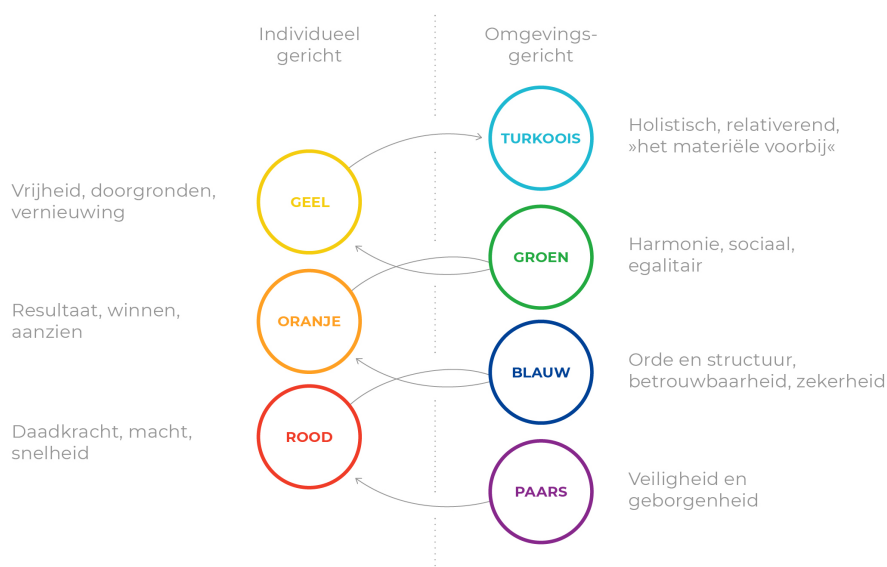 Individueel
gericht
Omgevings-
gericht
TURKOOIS
Holistisch, relativerend,
»het materiële voorbij«
Vrijheid, doorgronden,
vernieuwing
GEEL
GROEN
Harmonie, sociaal,
egalitair
Resultaat, winnen,
aanzien
ORANJE
BLAUW
Orde en structuur,
betrouwbaarheid, zekerheid
Daadkracht, macht,
snelheid
ROOD
PAARS
Veiligheid en
geborgenheid